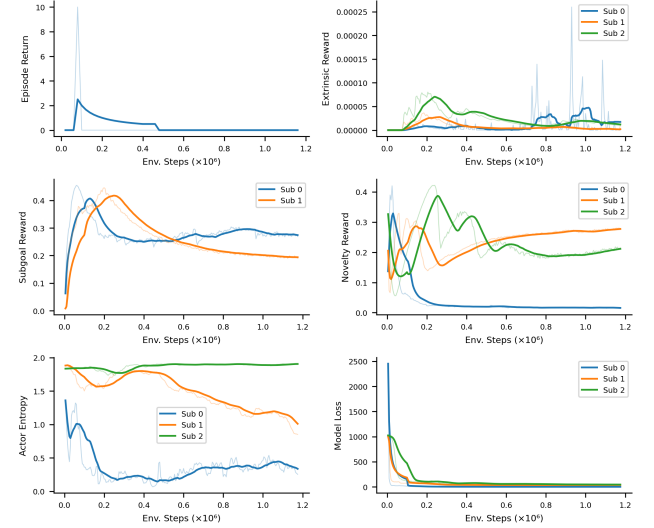 Episode Return
10
8
6
4
2
0
0.0 0.2 0.4 0.6 0.8 1.0 1.2
Env. Steps (×10⁶)
Extrinsic Reward
0.00025
0.00020
0.00015
0.00010
0.00005
0.00000
Sub 0
Sub 1
Sub 2
0.0 0.2 0.4 0.6 0.8 1.0 1.2
Env. Steps (×10⁶)
Subgoal Reward
0.4
0.3
0.2
0.1
0.0
Sub 0
Sub 1
0.0 0.2 0.4 0.6 0.8 1.0 1.2
Env. Steps (×10⁶)
Novelty Reward
0.4
0.3
0.2
0.1
0.0
Sub 0
Sub 1
Sub 2
0.0 0.2 0.4 0.6 0.8 1.0 1.2
Env. Steps (×10⁶)
Actor Entropy
2.0
1.5
1.0
0.5
0.0
Sub 0
Sub 1
Sub 2
0.0 0.2 0.4 0.6 0.8 1.0 1.2
Env. Steps (×10⁶)
Model Loss
2500
2000
1500
1000
500
0
Sub 0
Sub 1
Sub 2
0.0 0.2 0.4 0.6 0.8 1.0 1.2
Env. Steps (×10⁶)